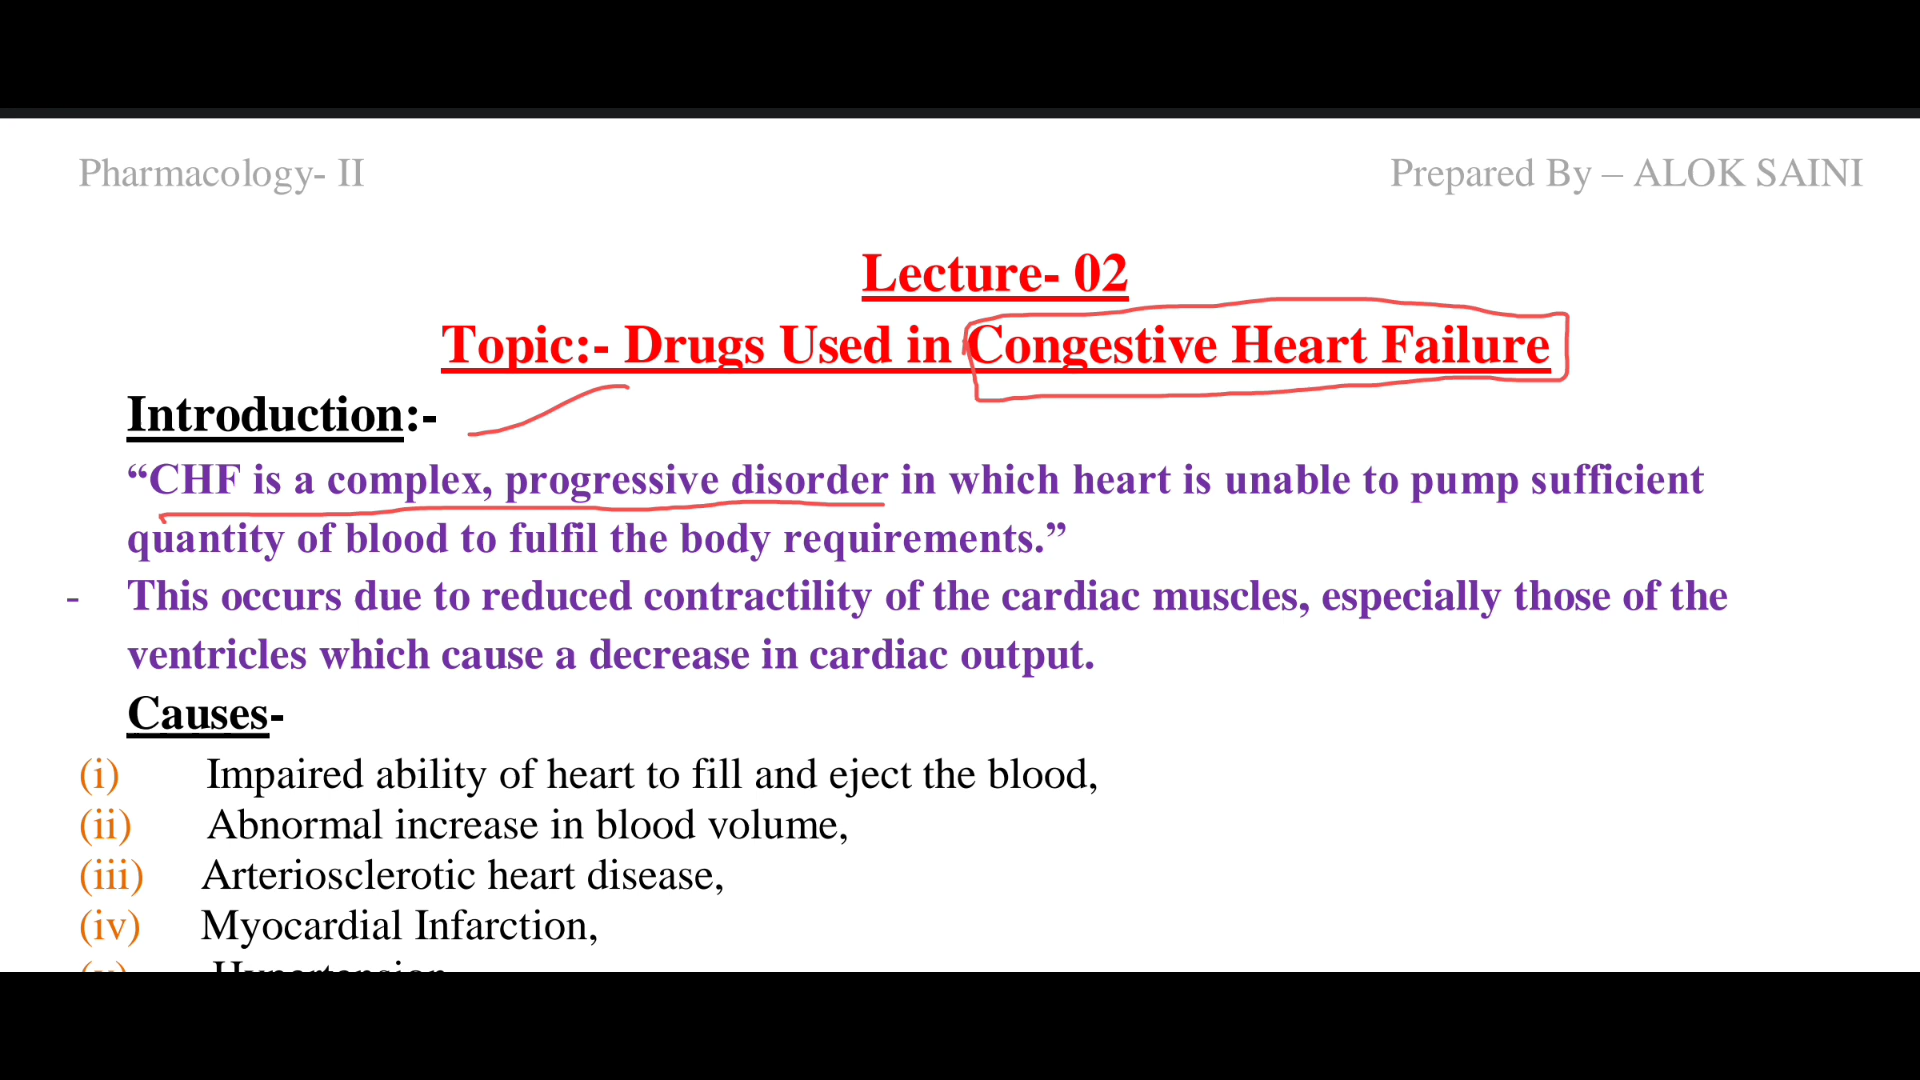 Pharmacology- II
Prepared By – ALOK SAINI
Lecture- 02
Topic:- Drugs Used in Congestive Heart Failure
Introduction:-
“CHF is a complex, progressive disorder in which heart is unable to pump sufficient
quantity of blood to fulfil the body requirements.”
- This occurs due to reduced contractility of the cardiac muscles, especially those of the
ventricles which cause a decrease in cardiac output.
Causes-
(i) Impaired ability of heart to fill and eject the blood,
(ii) Abnormal increase in blood volume,
(iii) Arteriosclerotic heart disease,
(iv) Myocardial Infarction,
(v) Hypertension